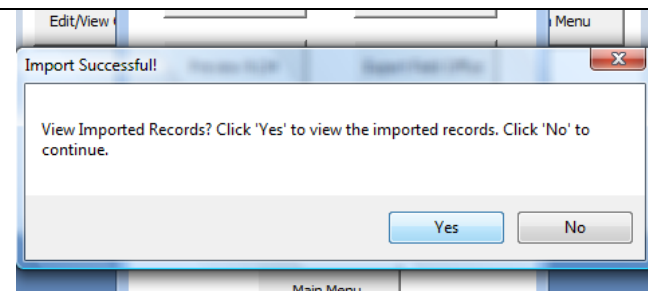 Edit/View
Menu
Import Successful!
View Imported Records? Click 'Yes' to view the imported records. Click 'No' to
continue.
Yes
No
Main Menu